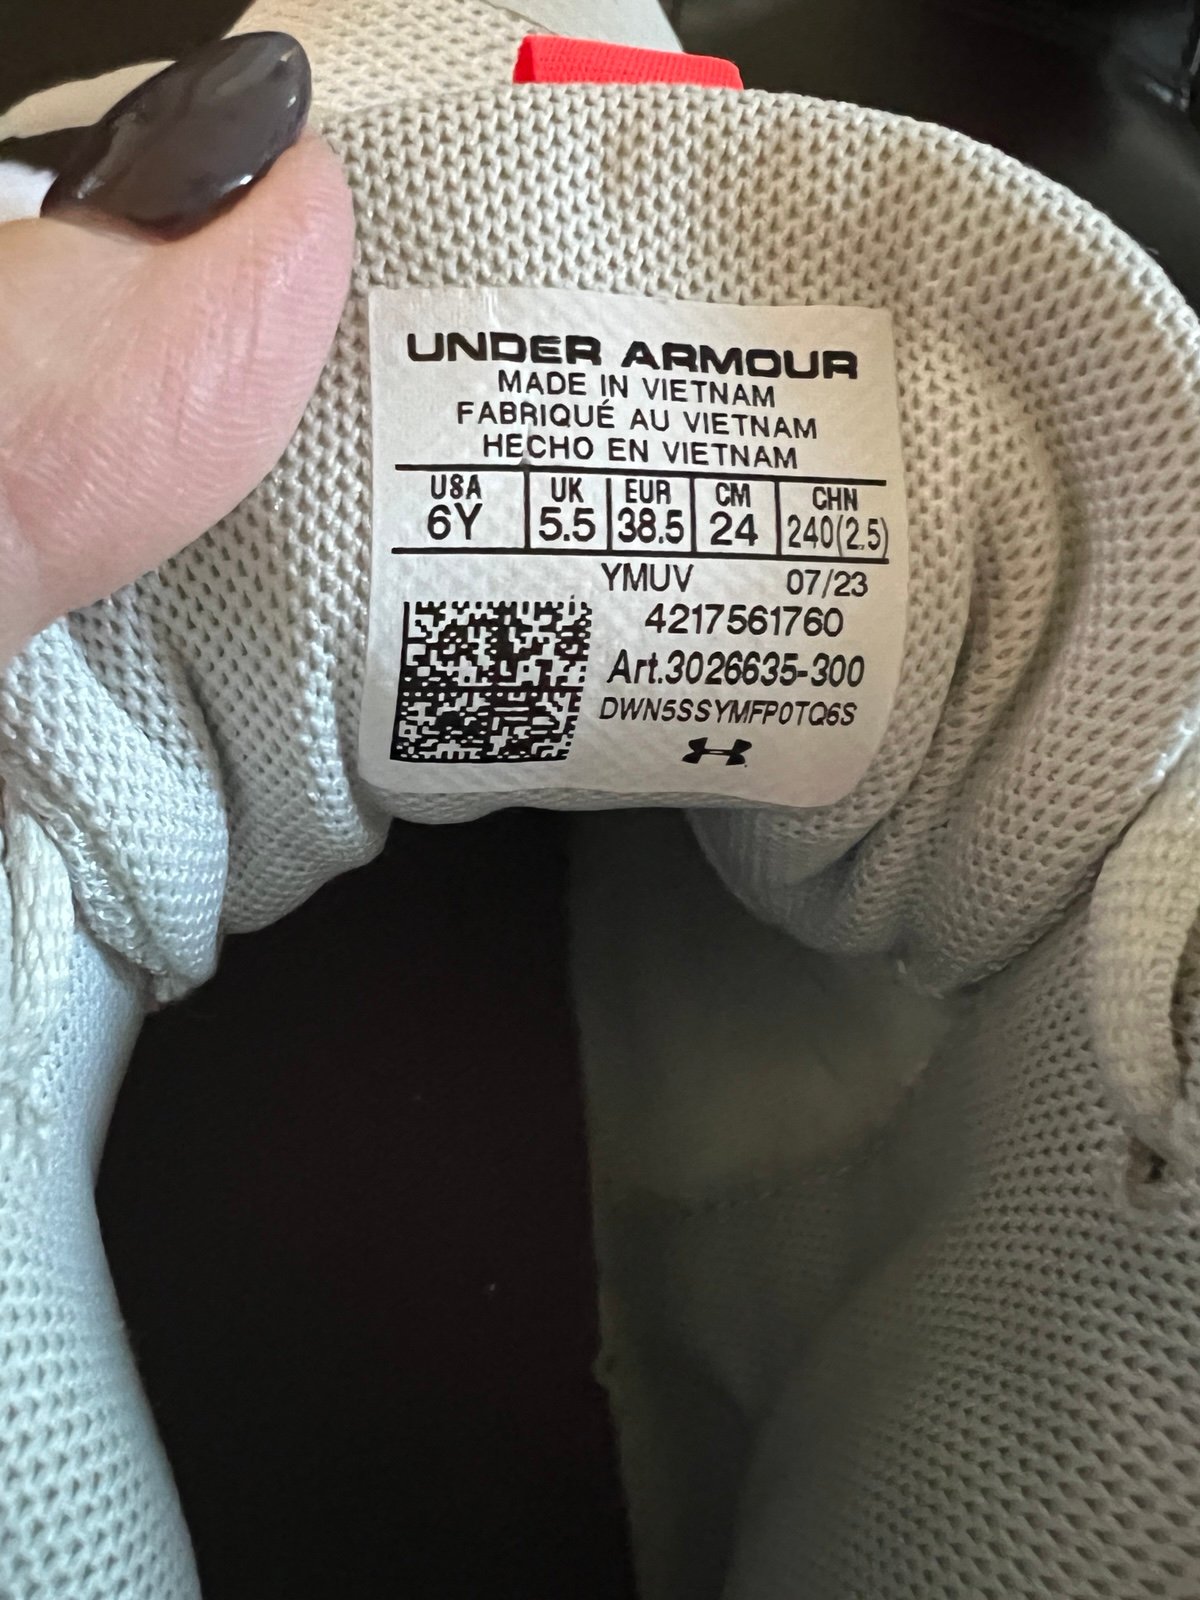 UNDER ARMOUR
MADE IN VIETNAM
FABRIQUÉ AU VIETNAM
HECHO EN VIETNAM
USA UK EUR CM CHN
6Y 5.5 38.5 24 240(2.5)
YMUV 07/23
4217561760
Art.3026635-300
DWN5SSYMFP0TQ6S